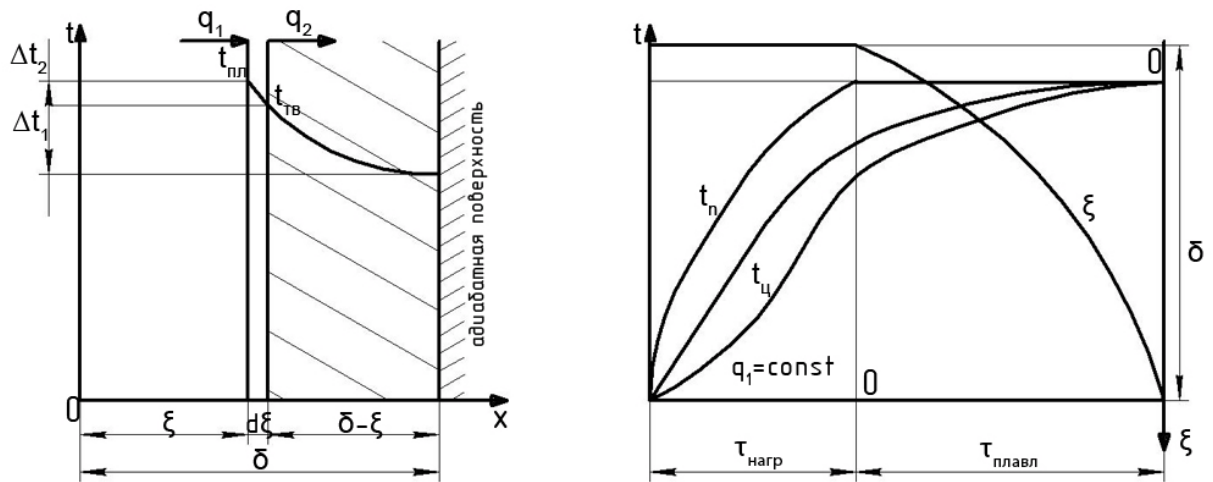 t
q₁
q₂
Δt₂
tпл
tтв
Δt₁
адиабатная поверхность
0
x
ξ
dξ
δ-ξ
δ
t
0
tп
ξ
δ
tц
q₁=const
0
ξ
τнагр
τплавл